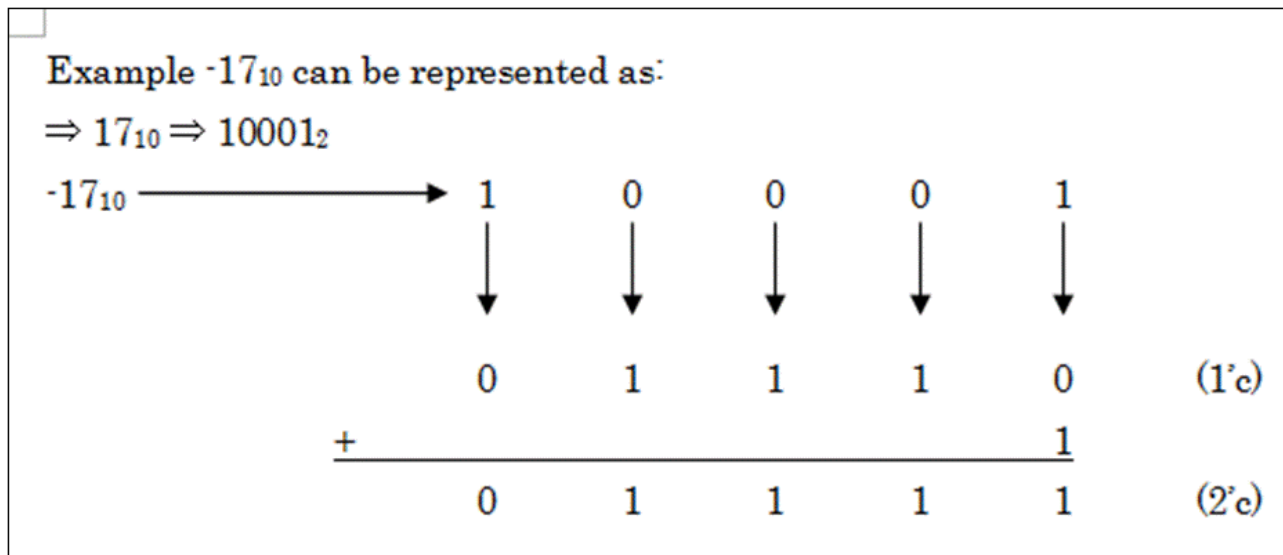 Example -17₁₀ can be represented as:
⇒ 17₁₀ ⇒ 10001₂
-17₁₀ 1 0 0 0 1
0 1 1 1 0 (1'c)
+ 1
0 1 1 1 1 (2'c)